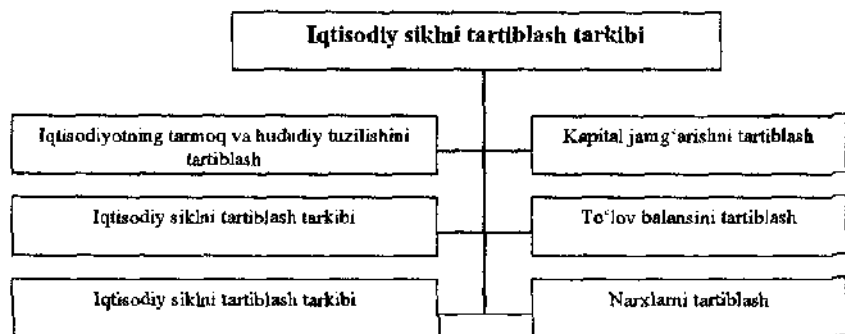 Iqtisodiy siklni tartiblash tarkibi
Iqtisodiyotning tarmoq va hududiy tuzilishini
tartiblash
Kapital jamg‘arishni tartiblash
Iqtisodiy siklni tartiblash tarkibi
To‘lov balansini tartiblash
Iqtisodiy siklni tartiblash tarkibi
Narxlarni tartiblash